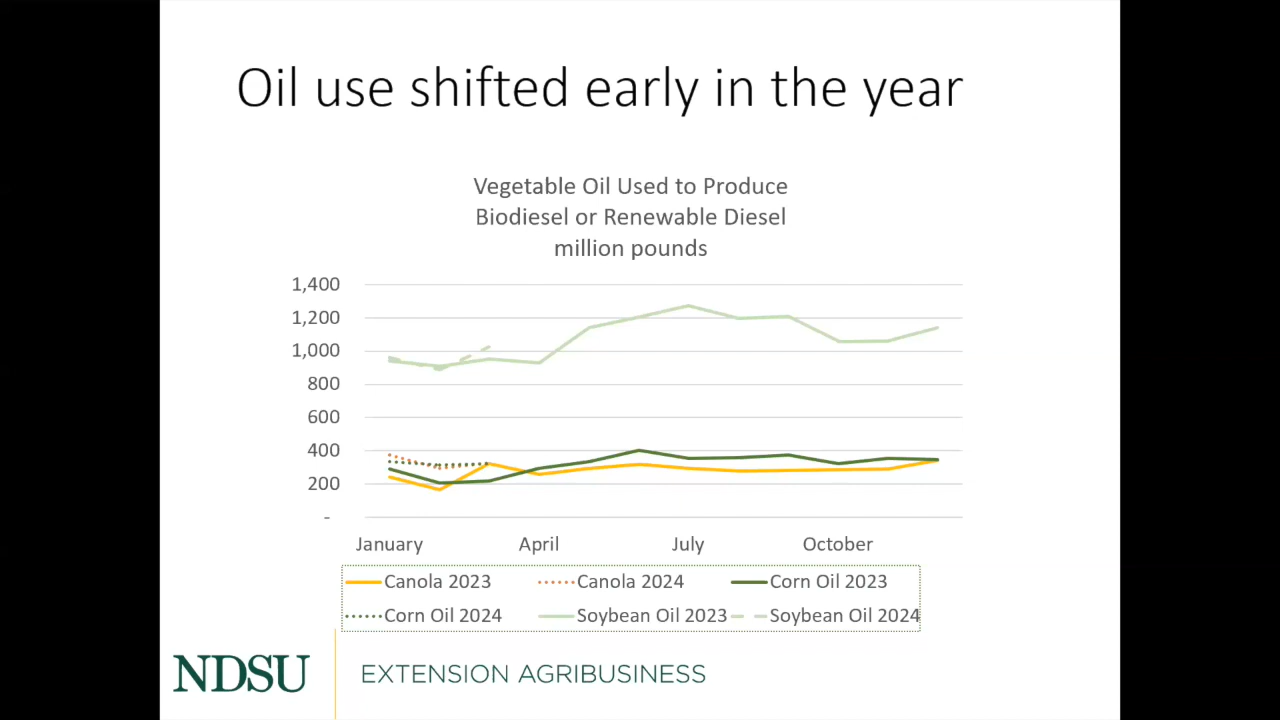 Oil use shifted early in the year
Vegetable Oil Used to Produce
Biodiesel or Renewable Diesel
million pounds
1,400
1,200
1,000
800
600
400
200
-
January April July October
Canola 2023 Canola 2024 Corn Oil 2023
Corn Oil 2024 Soybean Oil 2023 Soybean Oil 2024
NDSU EXTENSION AGRIBUSINESS